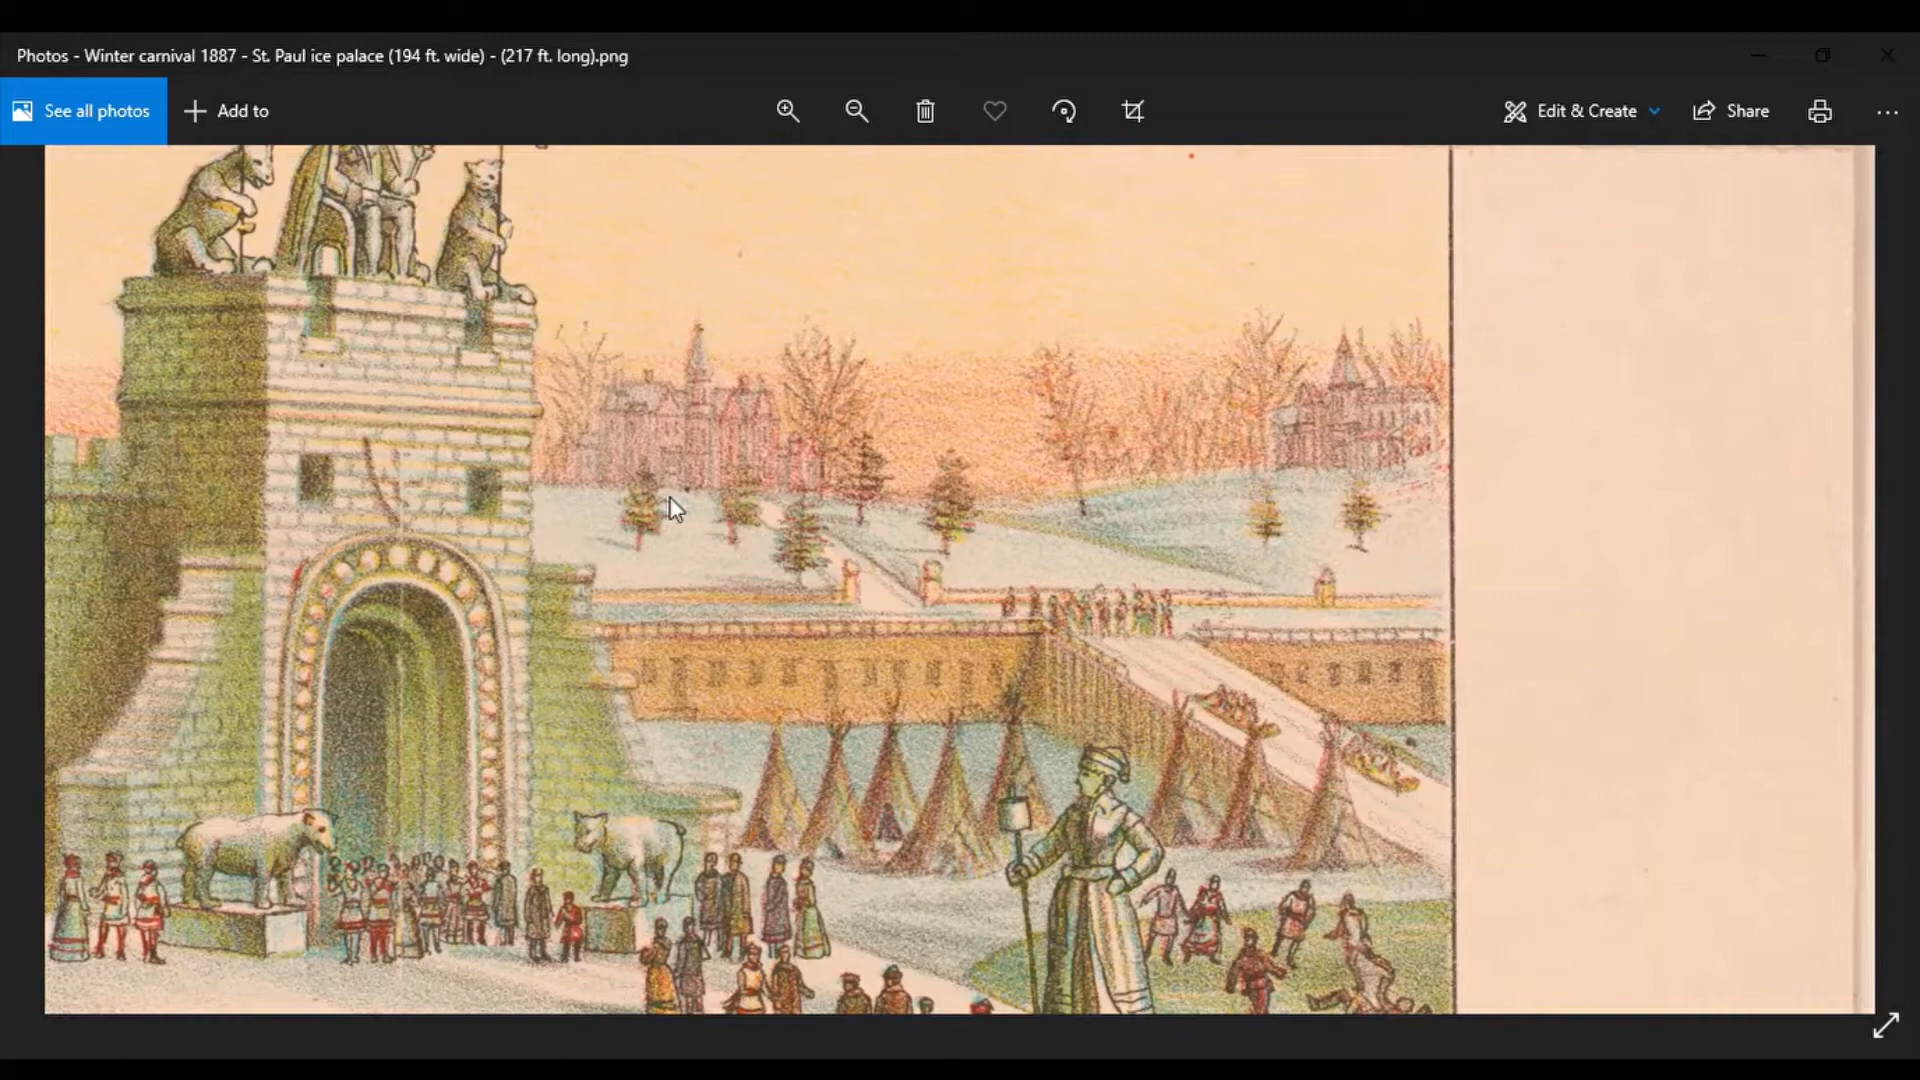 Photos - Winter carnival 1887 - St. Paul ice palace (194 ft. wide) - (217 ft. long).png
See all photos
Add to
Edit & Create
Share